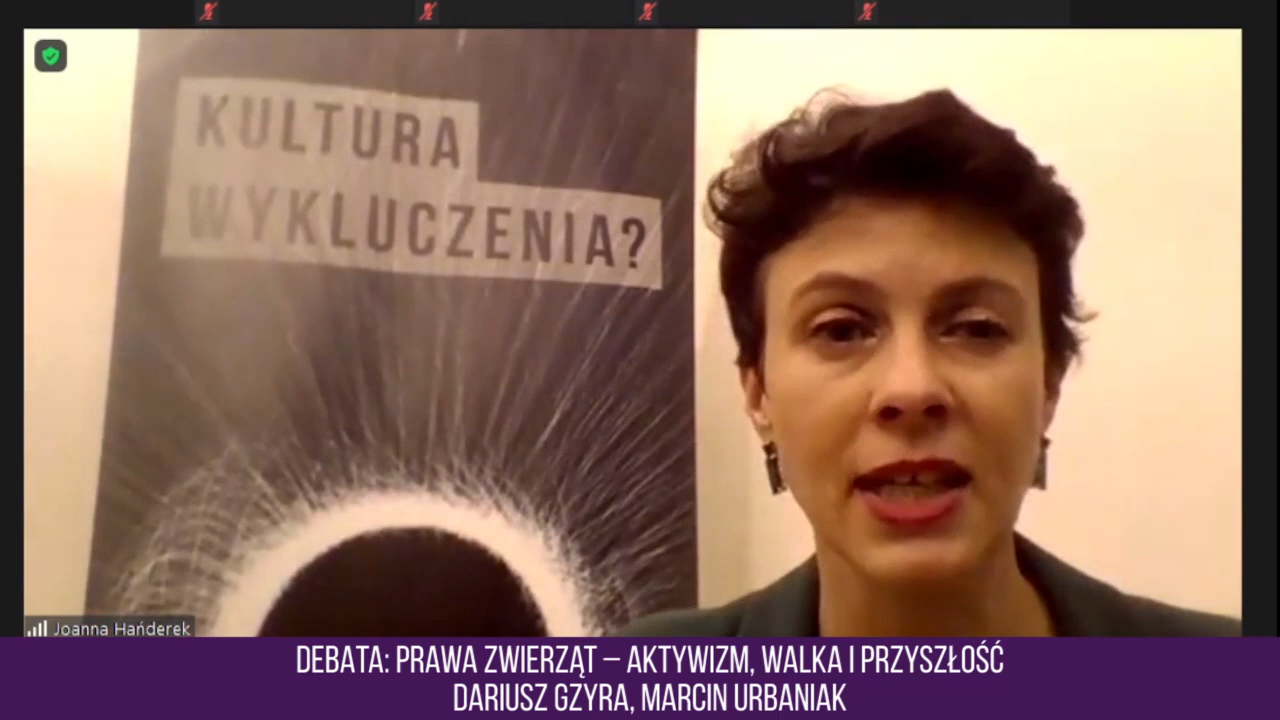 KULTURA
WYKLUCZENIA?
Joanna Hańderek
DEBATA: PRAWA ZWIERZĄT – AKTYWIZM, WALKA I PRZYSZŁOŚĆ
DARIUSZ GZYRA, MARCIN URBANIAK